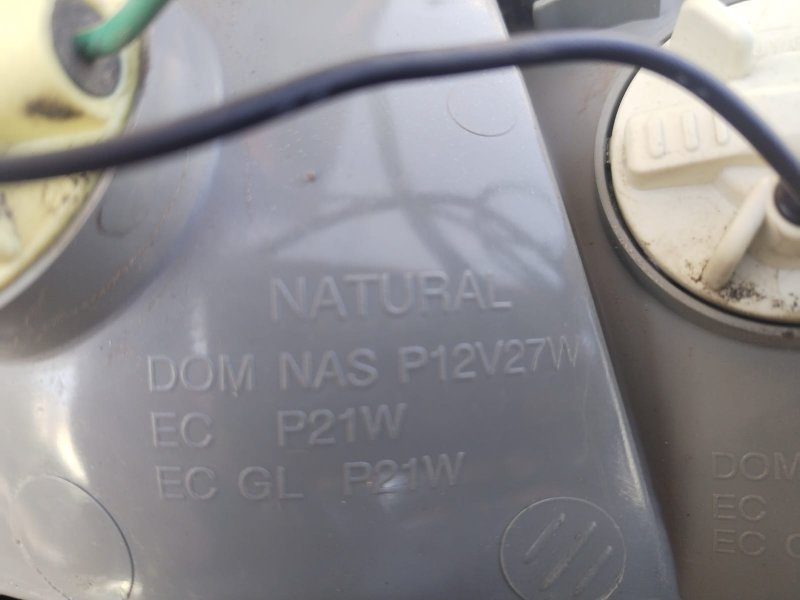 NATURAL
DOM NAS P12V27W
EC P21W
EC GL P21W
DOM
EC
EC